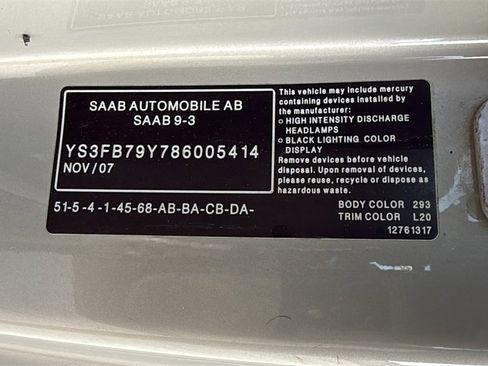 SAAB AUTOMOBILE AB
SAAB 9-3
YS3FB79Y786005414
NOV / 07
51-5 -4 -1-45-68-AB-BA-CB-DA-
This vehicle may include mercury
containing devices installed by
the manufacturer:
○ HIGH INTENSITY DISCHARGE
HEADLAMPS
○ BLACK LIGHTING COLOR
DISPLAY
Remove devices before vehicle
disposal. Upon removal of devices,
please reuse, recycle or dispose as
hazardous waste.
BODY COLOR 293
TRIM COLOR L20
12761317